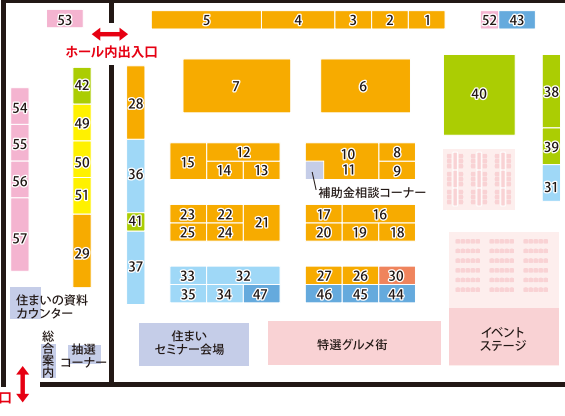 53
5 4 3 2 1
52 43
ホール内出入口
42
28
7
6
40
38
54
49
55
50
36
15
12
14 13
10
11
8
9
39
31
56
51
補助金相談コーナー
57
29
41
37
23 22 21
25 24
17 16
20 19 18
33 32
35 34 47
27 26 30
46 45 44
住まいの資料
カウンター
総合案内
抽選
コーナー
住まい
セミナー会場
特選グルメ街
イベント
ステージ
口